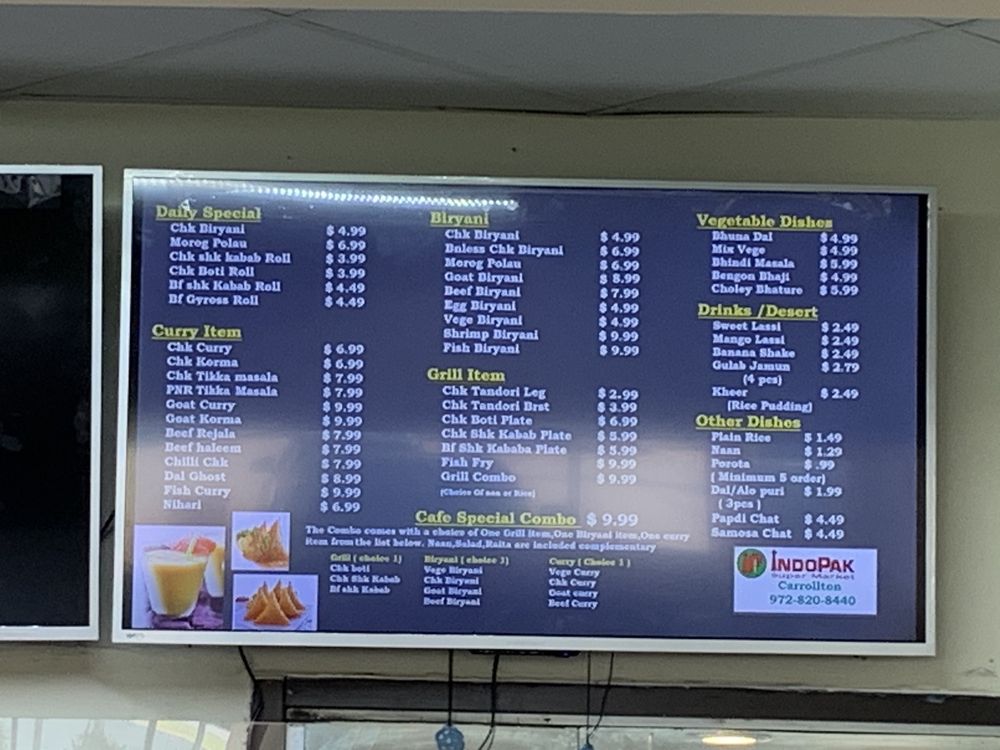 Daily Special
Chk Biryani $ 4.99
Morog Polau $ 6.99
Chk shk kabab Roll $ 3.99
Chk Boti Roll $ 3.99
Bf shk Kabab Roll $ 4.49
Bf Gyross Roll $ 4.49
Curry Item
Chk Curry $ 6.99
Chk Korma $ 6.99
Chk Tikka masala $ 7.99
PNR Tikka Masala $ 7.99
Goat Curry $ 9.99
Goat Korma $ 9.99
Beef Rejala $ 7.99
Beef haleem $ 7.99
Chilli Chk $ 7.99
Dal Ghost $ 8.99
Fish Curry $ 9.99
Nihari $ 6.99
Biryani
Chk Biryani $ 4.99
Bnless Chk Biryani $ 6.99
Morog Polau $ 6.99
Goat Biryani $ 8.99
Beef Biryani $ 7.99
Egg Biryani $ 4.99
Vege Biryani $ 4.99
Shrimp Biryani $ 9.99
Fish Biryani $ 9.99
Grill Item
Chk Tandori Leg $ 2.99
Chk Tandori Brst $ 3.99
Chk Boti Plate $ 6.99
Chk Shk Kabab Plate $ 5.99
Bf Shk Kababa Plate $ 5.99
Fish Fry $ 9.99
Grill Combo $ 9.99
(Choice Of nan or Rice)
Vegetable Dishes
Bhuna Dal $ 4.99
Mix Vege $ 4.99
Bhindi Masala $ 5.99
Bengon Bhaji $ 4.99
Choley Bhature $ 5.99
Drinks /Desert
Sweet Lassi $ 2.49
Mango Lassi $ 2.49
Banana Shake $ 2.49
Gulab Jamun $ 2.79
(4 pcs)
Kheer $ 2.49
(Rice Pudding)
Other Dishes
Plain Rice $ 1.49
Naan $ 1.29
Porota $ .99
( Minimum 5 order)
Dal/Alo puri $ 1.99
( 3pcs )
Papdi Chat $ 4.49
Samosa Chat $ 4.49
Cafe Special Combo $ 9.99
The Combo comes with a choice of One Grill item,One Biryani item,One curry
item from the list below. Naan,Salad,Raita are included complementary
Grill ( choice 1)
Chk boti
Chk Shk Kabab
Bf shk Kabab
Biryani ( choice 1)
Vege Biryani
Chk Biryani
Goat Biryani
Beef Biryani
Curry ( Choice 1 )
Vege Curry
Chk Curry
Goat curry
Beef Curry
INDOPAK
Super Market
Carrollton
972-820-8440